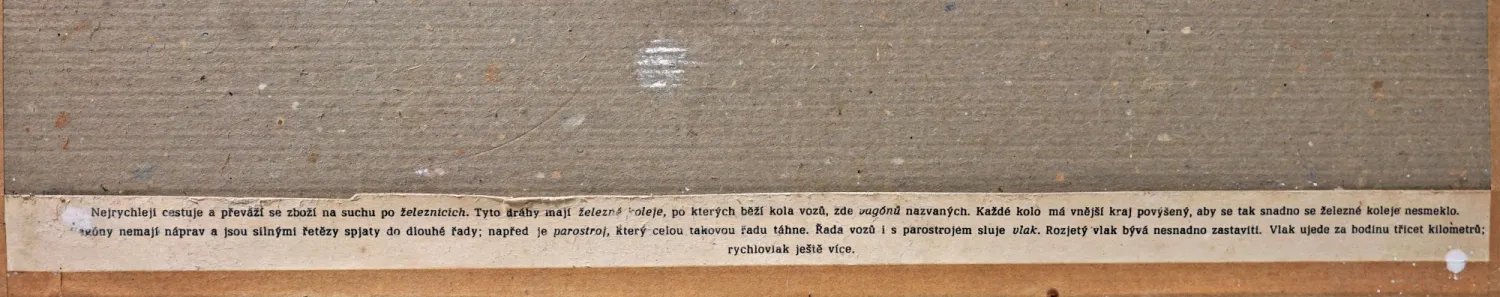 Nejrychleji cestuje a převáží se zboží na suchu po železnicích. Tyto dráhy mají železné koleje, po kterých běží kola vozů, zde vagónů nazvaných. Každé kolo má vnější kraj povýšený, aby se tak snadno se železné koleje nesmeklo.
Vagóny nemají náprav a jsou silnými řetězy spjaty do dlouhé řady; napřed je parostroj, který celou takovou řadu táhne. Řada vozů i s parostrojem sluje vlak. Rozjetý vlak bývá nesnadno zastaviti. Vlak ujede za hodinu třicet kilometrů;
rychlovlak ještě více.